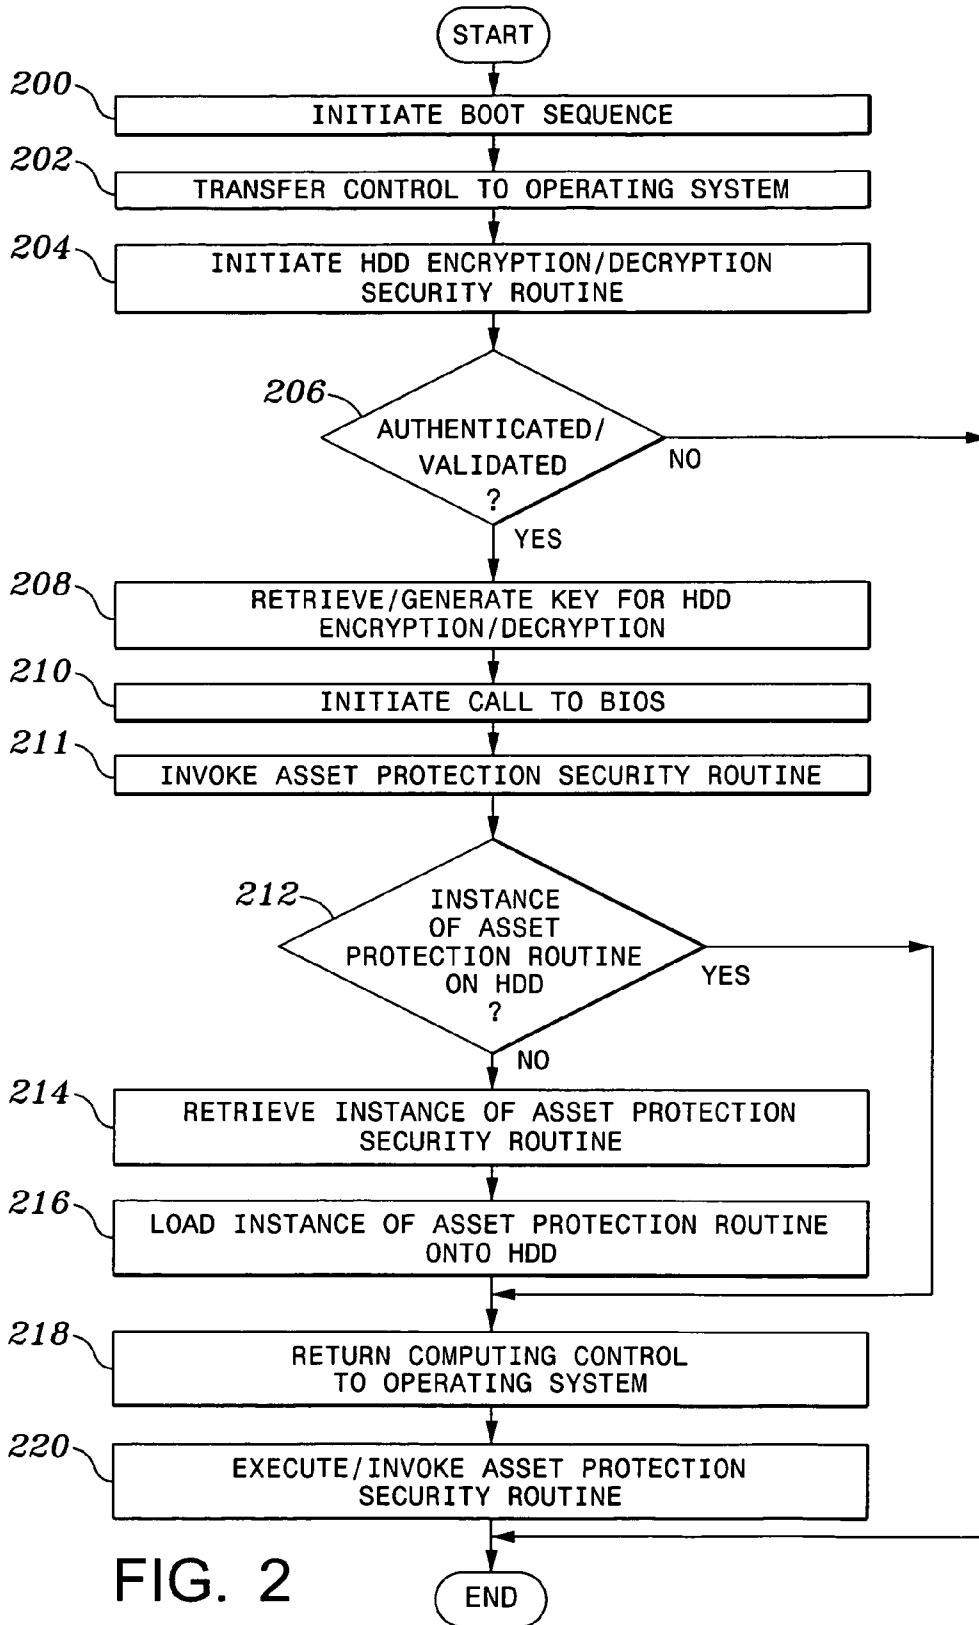 START
200
INITIATE BOOT SEQUENCE
202
TRANSFER CONTROL TO OPERATING SYSTEM
204
INITIATE HDD ENCRYPTION/DECRYPTION
SECURITY ROUTINE
206
AUTHENTICATED/
VALIDATED
?
NO
YES
208
RETRIEVE/GENERATE KEY FOR HDD
ENCRYPTION/DECRYPTION
210
INITIATE CALL TO BIOS
211
INVOKE ASSET PROTECTION SECURITY ROUTINE
212
INSTANCE
OF ASSET
PROTECTION ROUTINE
ON HDD
?
YES
NO
214
RETRIEVE INSTANCE OF ASSET PROTECTION
SECURITY ROUTINE
216
LOAD INSTANCE OF ASSET PROTECTION ROUTINE
ONTO HDD
218
RETURN COMPUTING CONTROL
TO OPERATING SYSTEM
220
EXECUTE/INVOKE ASSET PROTECTION
SECURITY ROUTINE
FIG. 2
END